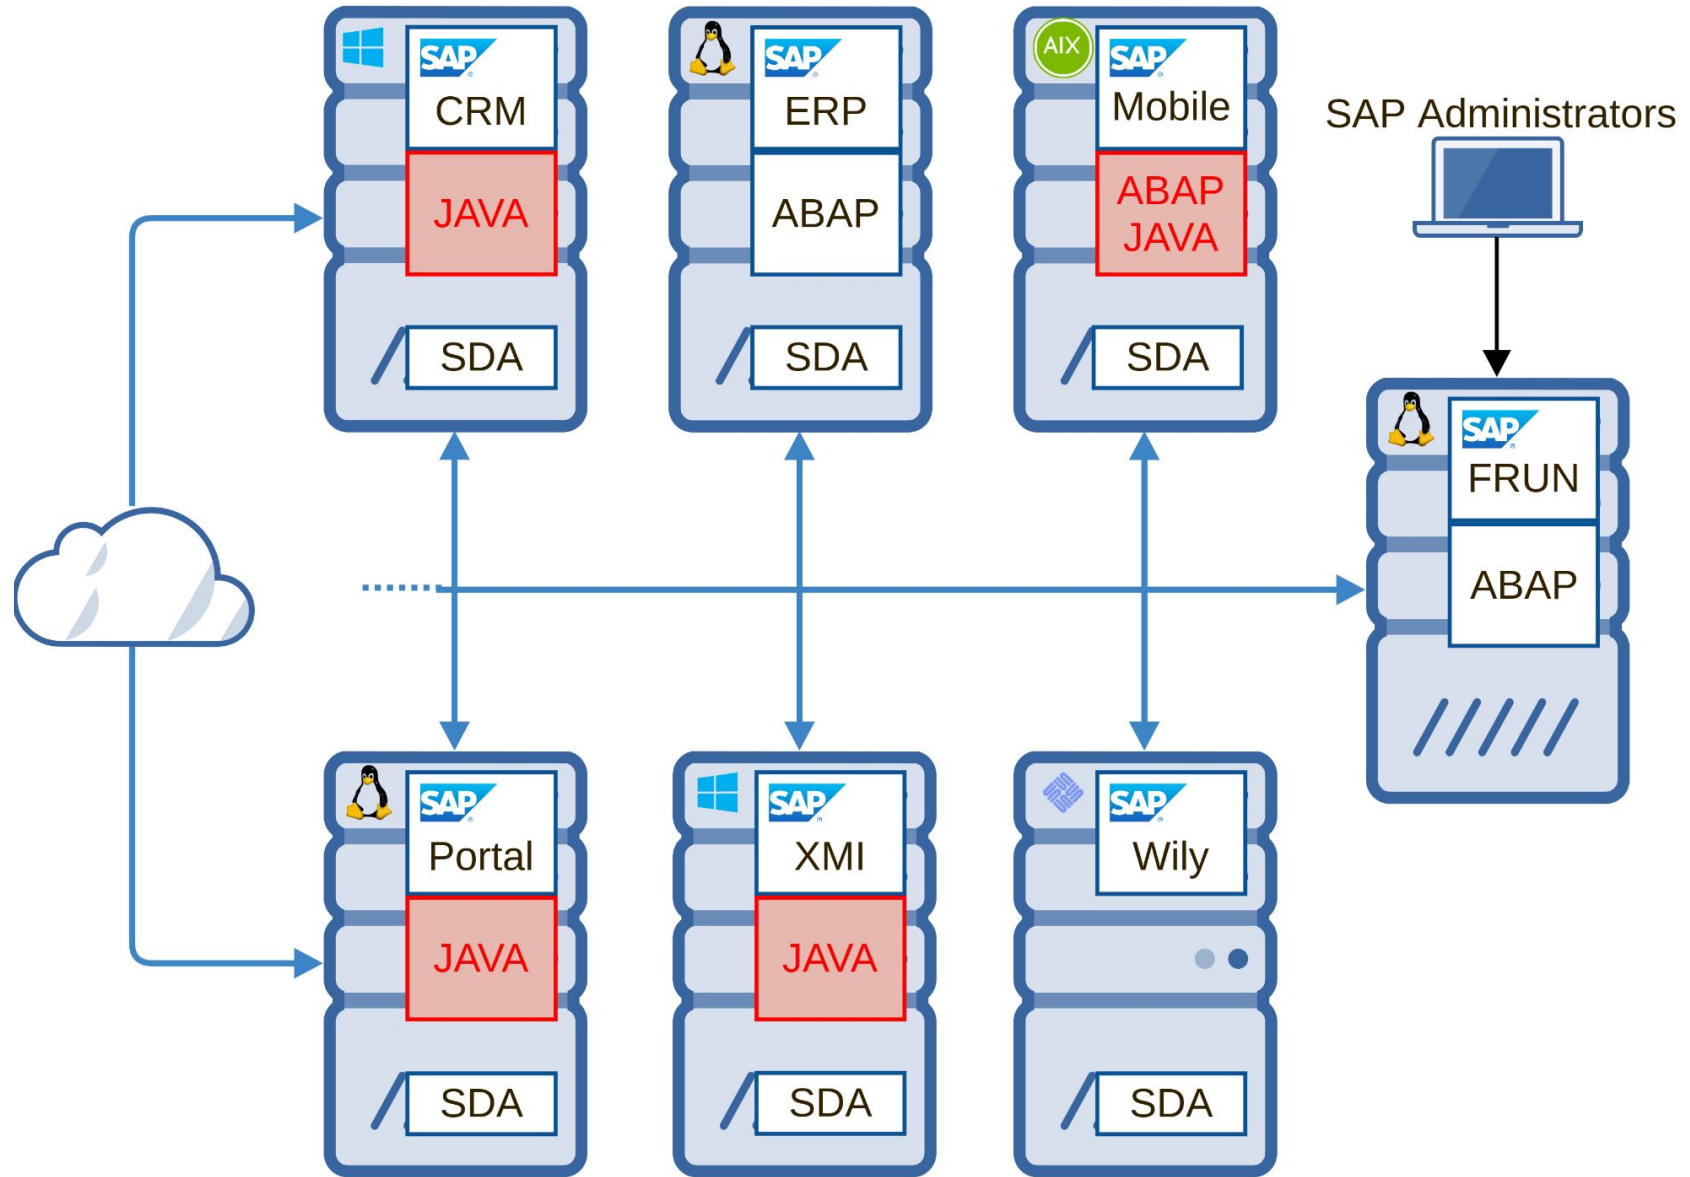 SAP
CRM
JAVA
SDA
SAP
ERP
ABAP
SDA
AIX
SAP
Mobile
ABAP
JAVA
SDA
SAP Administrators
SAP
FRUN
ABAP
SAP
Portal
JAVA
SDA
SAP
XMI
JAVA
SDA
SAP
Wily
SDA